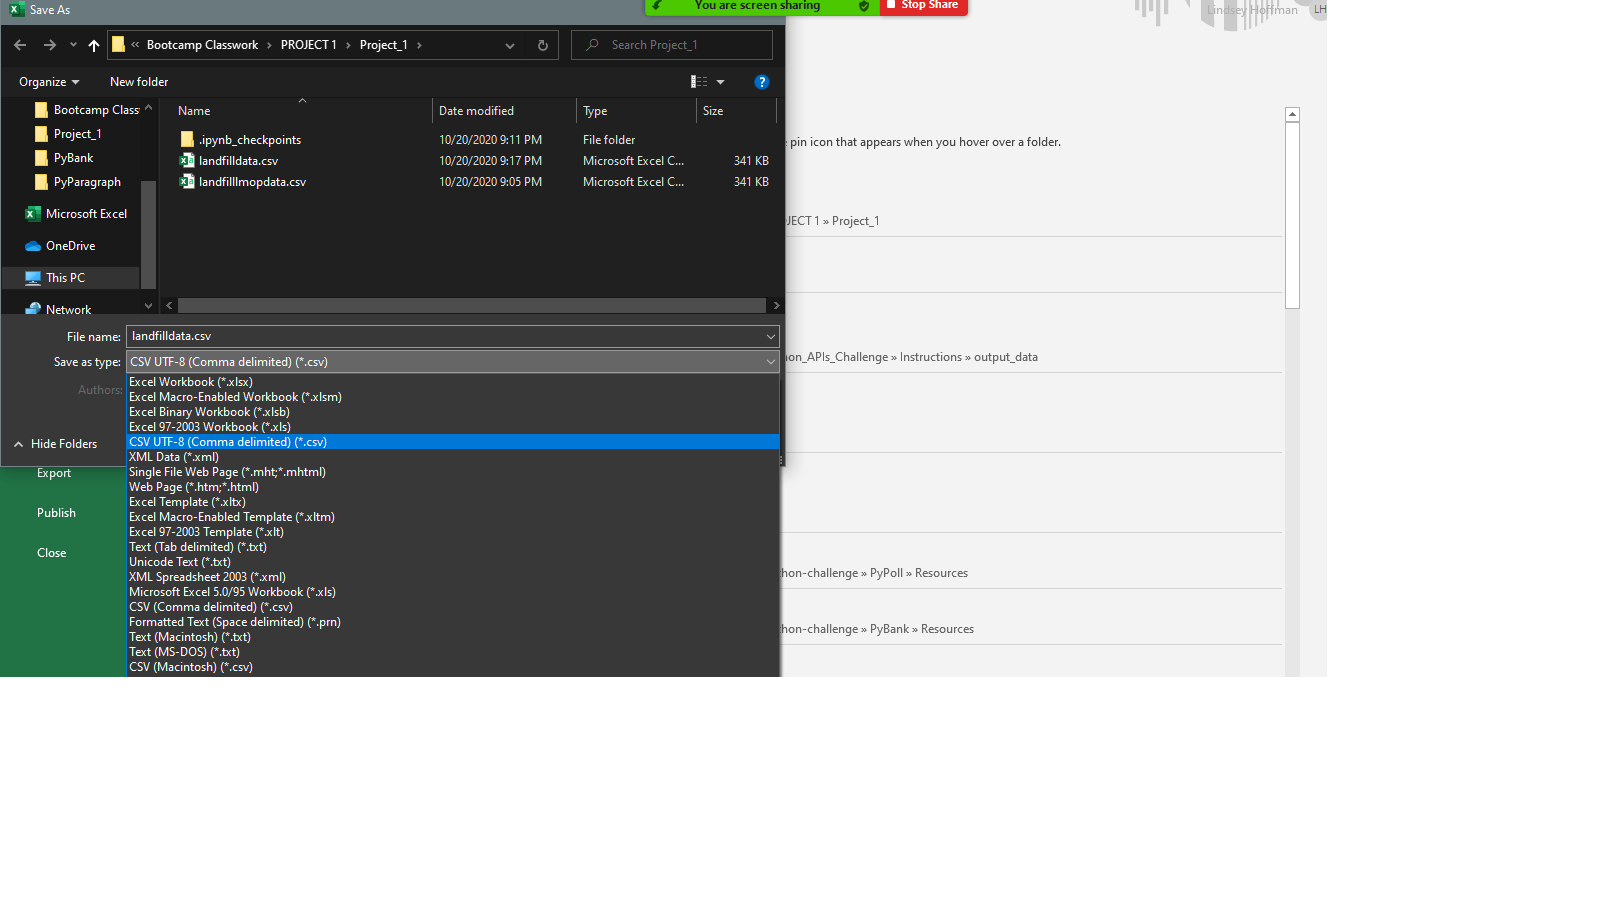 Save As
You are screen sharing
Stop Share
Lindsey Hoffman
LH
« Bootcamp Classwork › PROJECT 1 › Project_1 ›
Search Project_1
Organize
New folder
?
Name
Date modified
Type
Size
Bootcamp Class
Project_1
PyBank
PyParagraph
Microsoft Excel
OneDrive
This PC
Network
.ipynb_checkpoints 10/20/2020 9:11 PM File folder
landfilldata.csv 10/20/2020 9:17 PM Microsoft Excel C... 341 KB
landfilllmopdata.csv 10/20/2020 9:05 PM Microsoft Excel C... 341 KB
pin icon that appears when you hover over a folder.
JECT 1 » Project_1
File name: landfilldata.csv
Save as type: CSV UTF-8 (Comma delimited) (*.csv)
Authors:
hon_APIs_Challenge » Instructions » output_data
Excel Workbook (*.xlsx)
Excel Macro-Enabled Workbook (*.xlsm)
Excel Binary Workbook (*.xlsb)
Excel 97-2003 Workbook (*.xls)
CSV UTF-8 (Comma delimited) (*.csv)
XML Data (*.xml)
Single File Web Page (*.mht;*.mhtml)
Web Page (*.htm;*.html)
Excel Template (*.xltx)
Excel Macro-Enabled Template (*.xltm)
Excel 97-2003 Template (*.xlt)
Text (Tab delimited) (*.txt)
Unicode Text (*.txt)
XML Spreadsheet 2003 (*.xml)
Microsoft Excel 5.0/95 Workbook (*.xls)
CSV (Comma delimited) (*.csv)
Formatted Text (Space delimited) (*.prn)
Text (Macintosh) (*.txt)
Text (MS-DOS) (*.txt)
CSV (Macintosh) (*.csv)
Hide Folders
Export
Publish
Close
thon-challenge » PyPoll » Resources
thon-challenge » PyBank » Resources